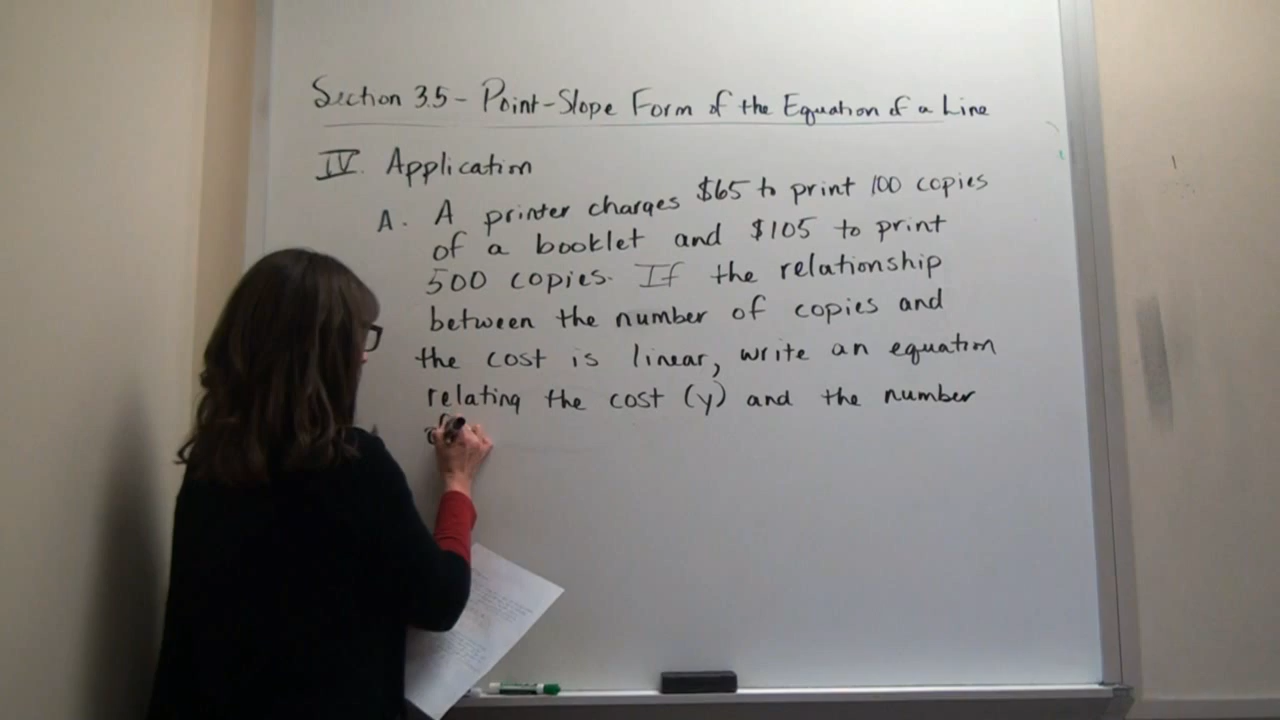 Section 3.5 - Point-Slope Form of the Equation of a Line
IV. Application
A. A printer charges $65 to print 100 copies
of a booklet and $105 to print
500 copies. If the relationship
between the number of copies and
the cost is linear, write an equation
relating the cost (y) and the number